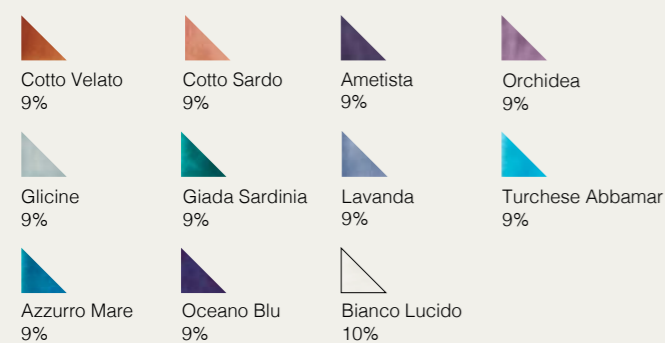 Cotto Velato
9%
Cotto Sardo
9%
Ametista
9%
Orchidea
9%
Glicine
9%
Giada Sardinia
9%
Lavanda
9%
Turchese Abbamar
9%
Azzurro Mare
9%
Oceano Blu
9%
Bianco Lucido
10%